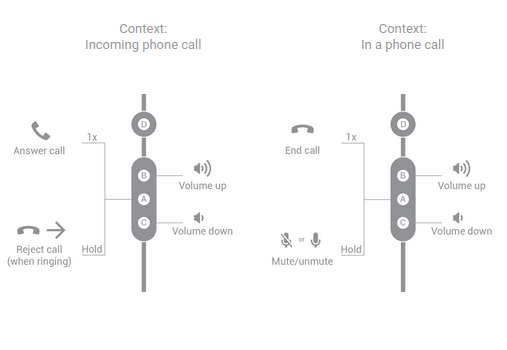 Context:
Incoming phone call
D
1x
Answer call
B
Volume up
A
C
Volume down
Hold
Reject call
(when ringing)
Context:
In a phone call
D
1x
End call
B
Volume up
A
C
Volume down
or
Hold
Mute/unmute